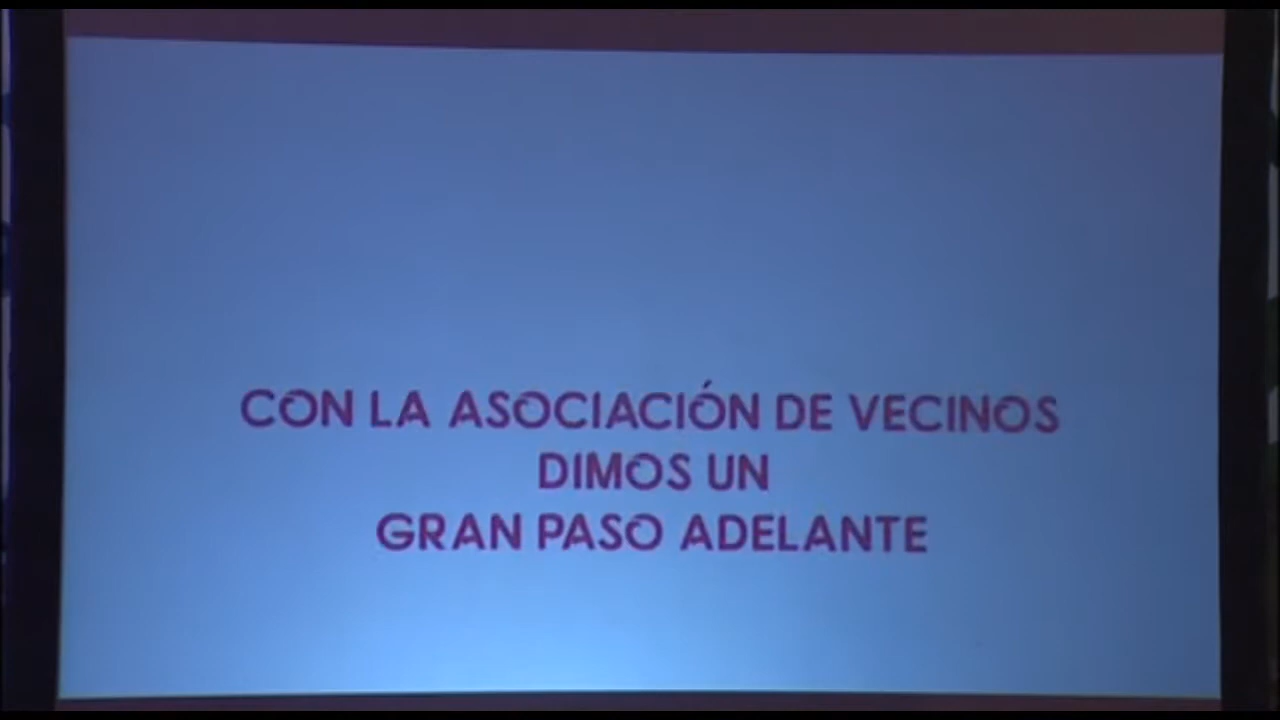 CON LA ASOCIACIÓN DE VECINOS
DIMOS UN
GRAN PASO ADELANTE